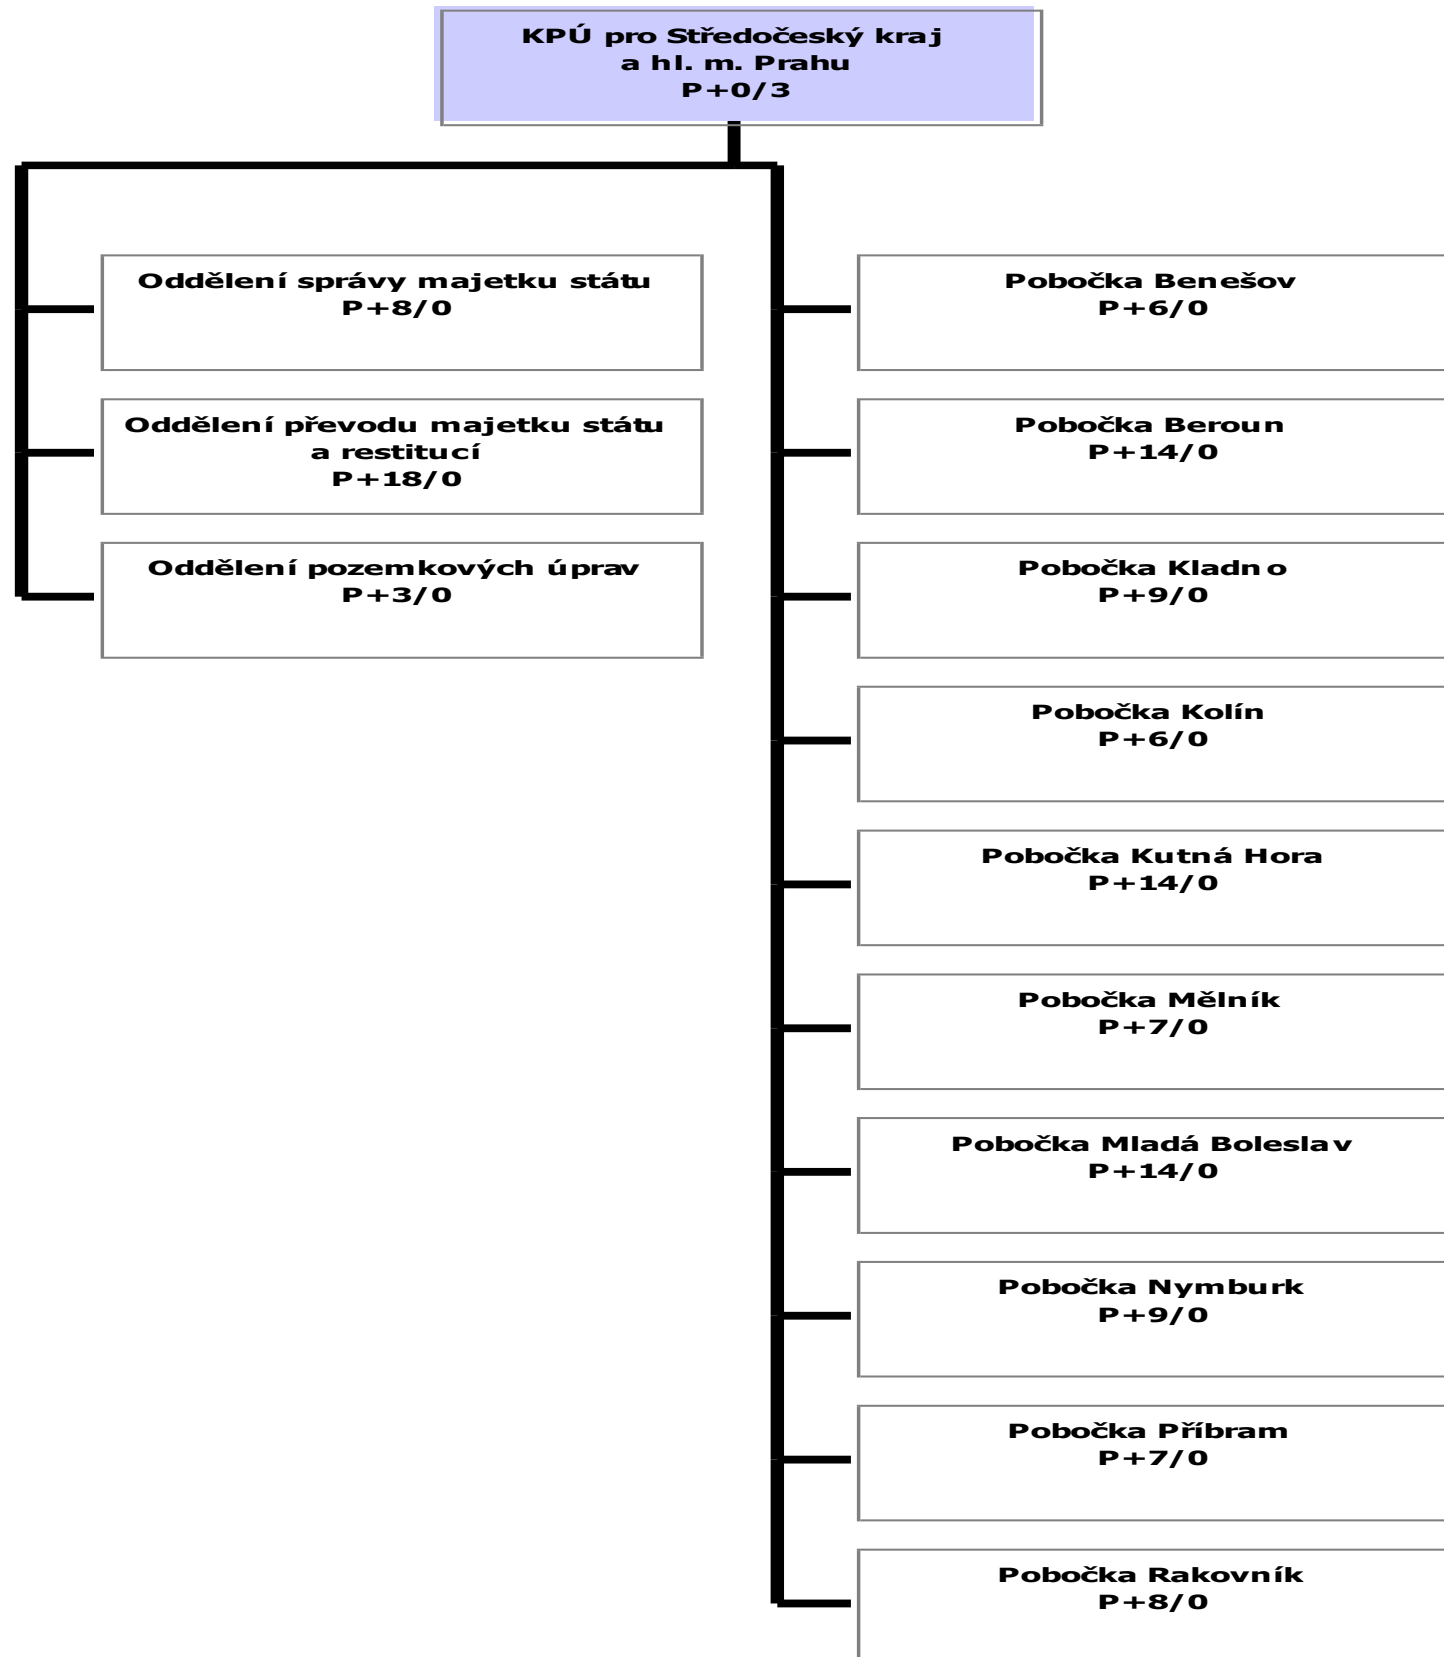 KPÚ pro Středočeský kraj
a hl. m. Prahu
P+0/3
Oddělení správy majetku státu
P+8/0
Oddělení převodu majetku státu
a restitucí
P+18/0
Oddělení pozemkových úprav
P+3/0
Pobočka Benešov
P+6/0
Pobočka Beroun
P+14/0
Pobočka Kladno
P+9/0
Pobočka Kolín
P+6/0
Pobočka Kutná Hora
P+14/0
Pobočka Mělník
P+7/0
Pobočka Mladá Boleslav
P+14/0
Pobočka Nymburk
P+9/0
Pobočka Příbram
P+7/0
Pobočka Rakovník
P+8/0